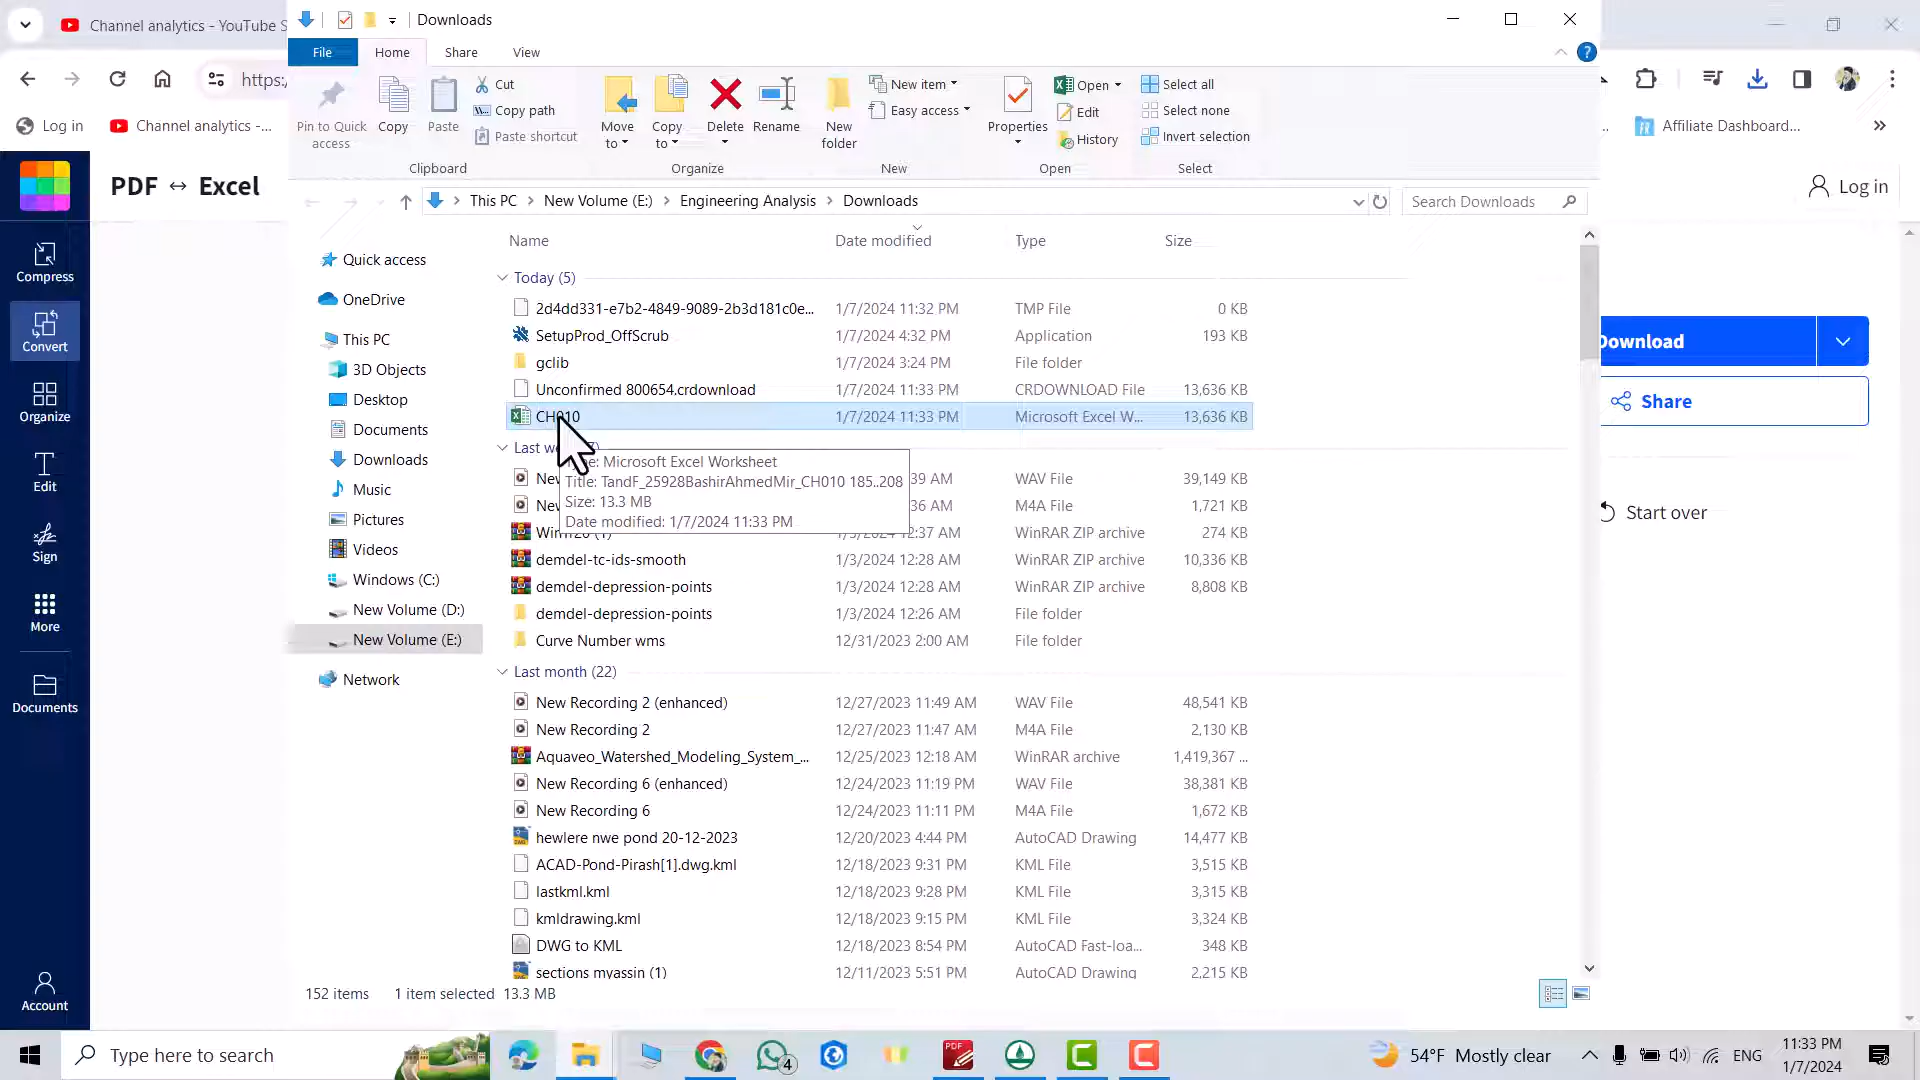 Channel analytics - YouTube S
Downloads
File
Home
Share
View
https:/
Pin to Quick access
Copy
Paste
Cut
Copy path
Paste shortcut
Move to
Copy to
Delete
Rename
New folder
New item
Easy access
Properties
Open
Edit
History
Select all
Select none
Invert selection
Clipboard
Organize
New
Open
Select
Log in
Channel analytics -...
Affiliate Dashboard...
PDF ↔ Excel
Log in
This PC > New Volume (E:) > Engineering Analysis > Downloads
Search Downloads
Compress
Convert
Organize
Edit
Sign
More
Documents
Account
Quick access
OneDrive
This PC
3D Objects
Desktop
Documents
Downloads
Music
Pictures
Videos
Windows (C:)
New Volume (D:)
New Volume (E:)
Network
Name Date modified Type Size
Today (5)
2d4dd331-e7b2-4849-9089-2b3d181c0e... 1/7/2024 11:32 PM TMP File 0 KB
SetupProd_OffScrub 1/7/2024 4:32 PM Application 193 KB
gclib 1/7/2024 3:24 PM File folder
Unconfirmed 800654.crdownload 1/7/2024 11:33 PM CRDOWNLOAD File 13,636 KB
CH010 1/7/2024 11:33 PM Microsoft Excel W... 13,636 KB
Type: Microsoft Excel Worksheet
Title: TandF_25928BashirAhmedMir_CH010 185..208
Size: 13.3 MB
Date modified: 1/7/2024 11:33 PM
WAV File 39,149 KB
M4A File 1,721 KB
12:37 AM WinRAR ZIP archive 274 KB
demdel-tc-ids-smooth 1/3/2024 12:28 AM WinRAR ZIP archive 10,336 KB
demdel-depression-points 1/3/2024 12:28 AM WinRAR ZIP archive 8,808 KB
demdel-depression-points 1/3/2024 12:26 AM File folder
Curve Number wms 12/31/2023 2:00 AM File folder
Last month (22)
New Recording 2 (enhanced) 12/27/2023 11:49 AM WAV File 48,541 KB
New Recording 2 12/27/2023 11:47 AM M4A File 2,130 KB
Aquaveo_Watershed_Modeling_System_... 12/25/2023 12:18 AM WinRAR archive 1,419,367 ...
New Recording 6 (enhanced) 12/24/2023 11:19 PM WAV File 38,381 KB
New Recording 6 12/24/2023 11:11 PM M4A File 1,672 KB
hewlere nwe pond 20-12-2023 12/20/2023 4:44 PM AutoCAD Drawing 14,477 KB
ACAD-Pond-Pirash[1].dwg.kml 12/18/2023 9:31 PM KML File 3,515 KB
lastkml.kml 12/18/2023 9:28 PM KML File 3,315 KB
kmldrawing.kml 12/18/2023 9:15 PM KML File 3,324 KB
DWG to KML 12/18/2023 8:54 PM AutoCAD Fast-loa... 348 KB
sections myassin (1) 12/11/2023 5:51 PM AutoCAD Drawing 2,215 KB
152 items 1 item selected 13.3 MB
Download
Share
Start over
Type here to search
4
54°F Mostly clear
ENG
11:33 PM
1/7/2024